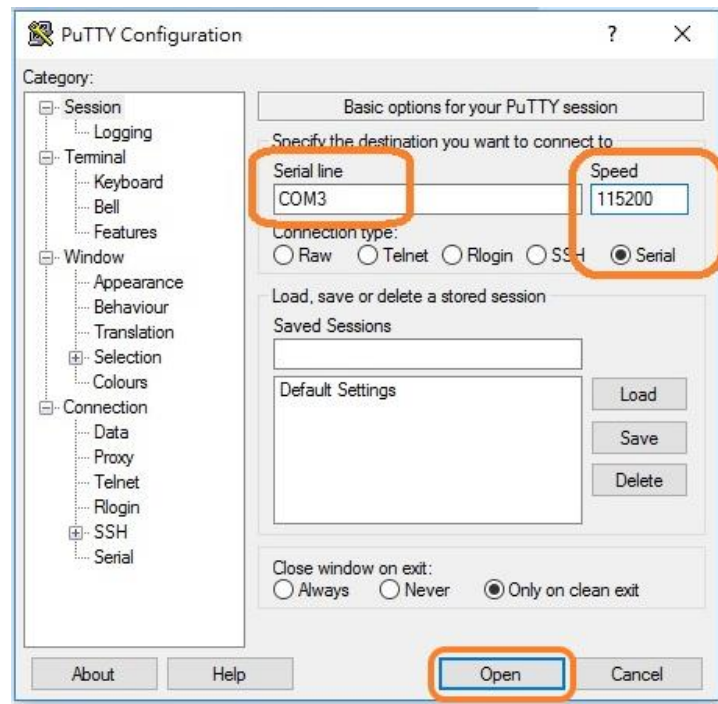 PuTTY Configuration
? ×
Category:
Session
Logging
Terminal
Keyboard
Bell
Features
Window
Appearance
Behaviour
Translation
Selection
Colours
Connection
Data
Proxy
Telnet
Rlogin
SSH
Serial
Basic options for your PuTTY session
Specify the destination you want to connect to
Serial line
Speed
COM3
115200
Connection type:
Raw Telnet Rlogin SSH Serial
Load, save or delete a stored session
Saved Sessions
Default Settings
Load
Save
Delete
Close window on exit:
Always Never Only on clean exit
About Help Open Cancel